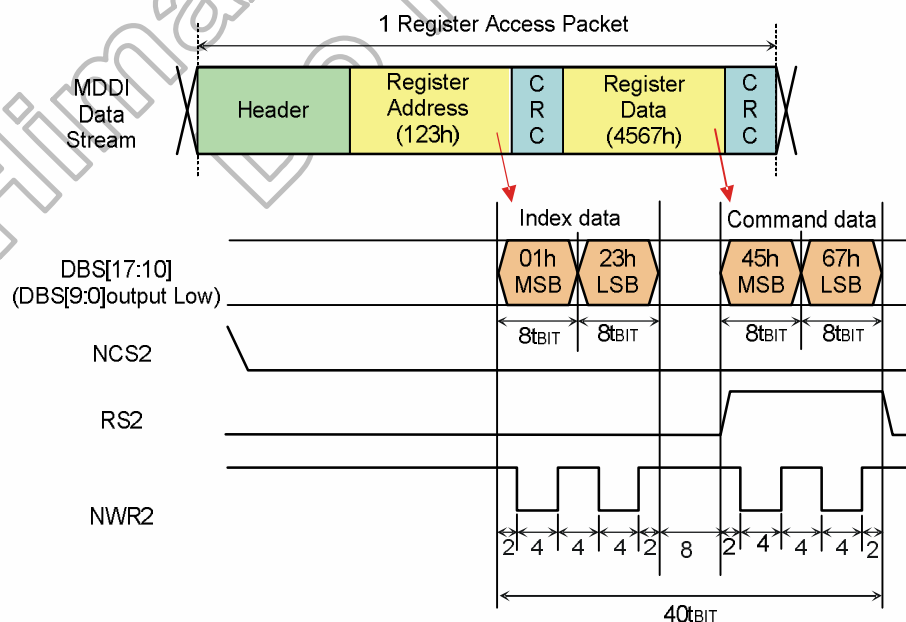 1 Register Access Packet
MDDI
Data
Stream
Header
Register
Address
(123h)
C
R
C
Register
Data
(4567h)
C
R
C
Index data
Command data
DBS[17:10]
(DBS[9:0]output Low)
01h
MSB
23h
LSB
45h
MSB
67h
LSB
8tBIT
8tBIT
8tBIT
8tBIT
NCS2
RS2
NWR2
2 4 4 4 2 8 2 4 4 4 2
40tBIT